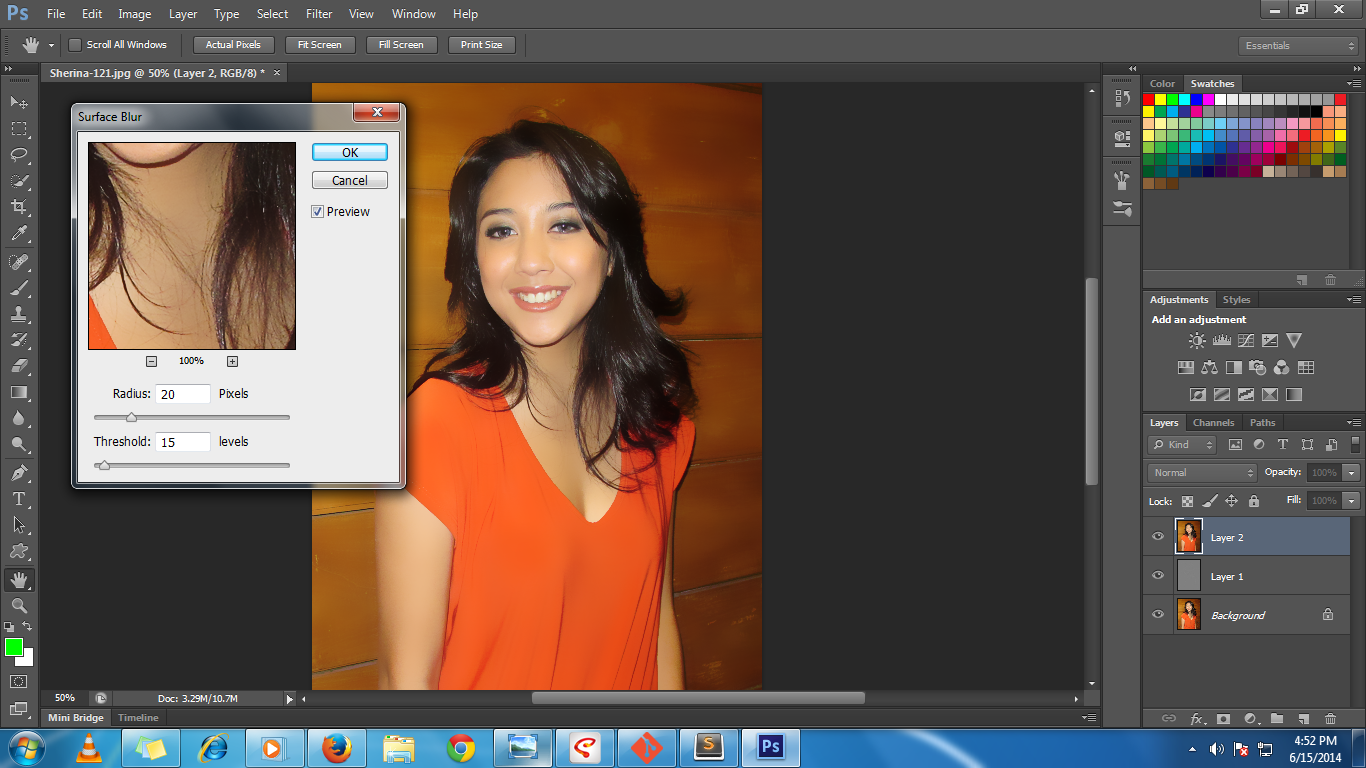 Ps File Edit Image Layer Type Select Filter View Window Help
Scroll All Windows Actual Pixels Fit Screen Fill Screen Print Size Essentials
Sherina-121.jpg @ 50% (Layer 2, RGB/8) * ×
Surface Blur
OK
Cancel
Preview
100%
Radius: 20 Pixels
Threshold: 15 levels
Color Swatches
Adjustments Styles
Add an adjustment
Layers Channels Paths
Kind
Normal Opacity: 100%
Lock: Fill: 100%
Layer 2
Layer 1
Background
fx
50% Doc: 3.29M/10.7M
Mini Bridge Timeline
S Ps
4:52 PM
6/15/2014